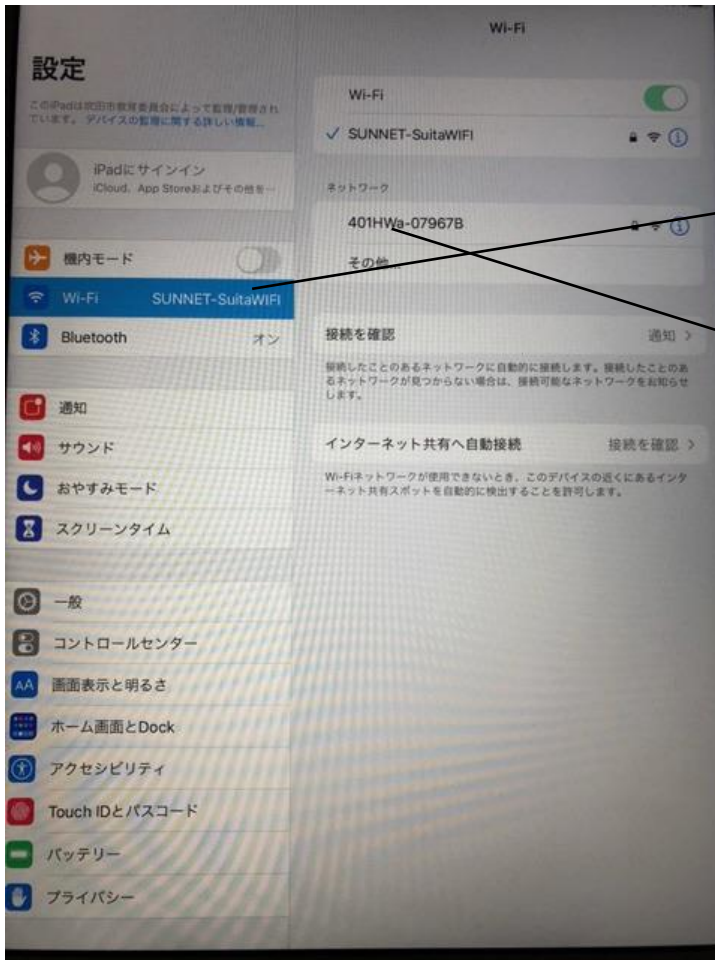 Wi-Fi
設定
このiPadは吹田市教育委員会によって監理/管理され
ています。デバイスの監理に関する詳しい情報...
iPadにサインイン
iCloud、App Storeおよびその他を…
機内モード
Wi-Fi SUNNET-SuitaWIFI
Bluetooth オン
通知
サウンド
おやすみモード
スクリーンタイム
一般
コントロールセンター
AA 画面表示と明るさ
ホーム画面とDock
アクセシビリティ
Touch IDとパスコード
バッテリー
プライバシー
Wi-Fi
✓ SUNNET-SuitaWIFI
ネットワーク
401HWa-07967B
その他...
接続を確認 通知 >
接続したことのあるネットワークに自動的に接続します。接続したことのあ
るネットワークが見つからない場合は、接続可能なネットワークをお知らせ
します。
インターネット共有へ自動接続 接続を確認 >
Wi-Fiネットワークが使用できないとき、このデバイスの近くにあるインタ
ーネット共有スポットを自動的に検出することを許可します。